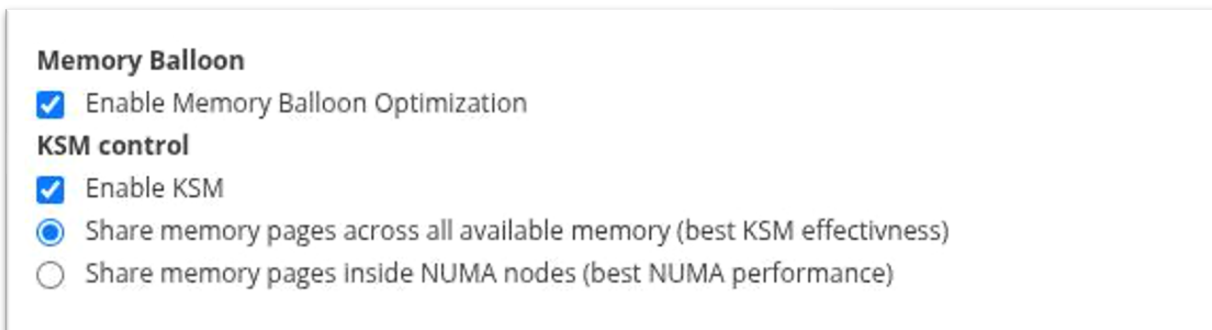 Memory Balloon
Enable Memory Balloon Optimization
KSM control
Enable KSM
Share memory pages across all available memory (best KSM effectivness)
Share memory pages inside NUMA nodes (best NUMA performance)